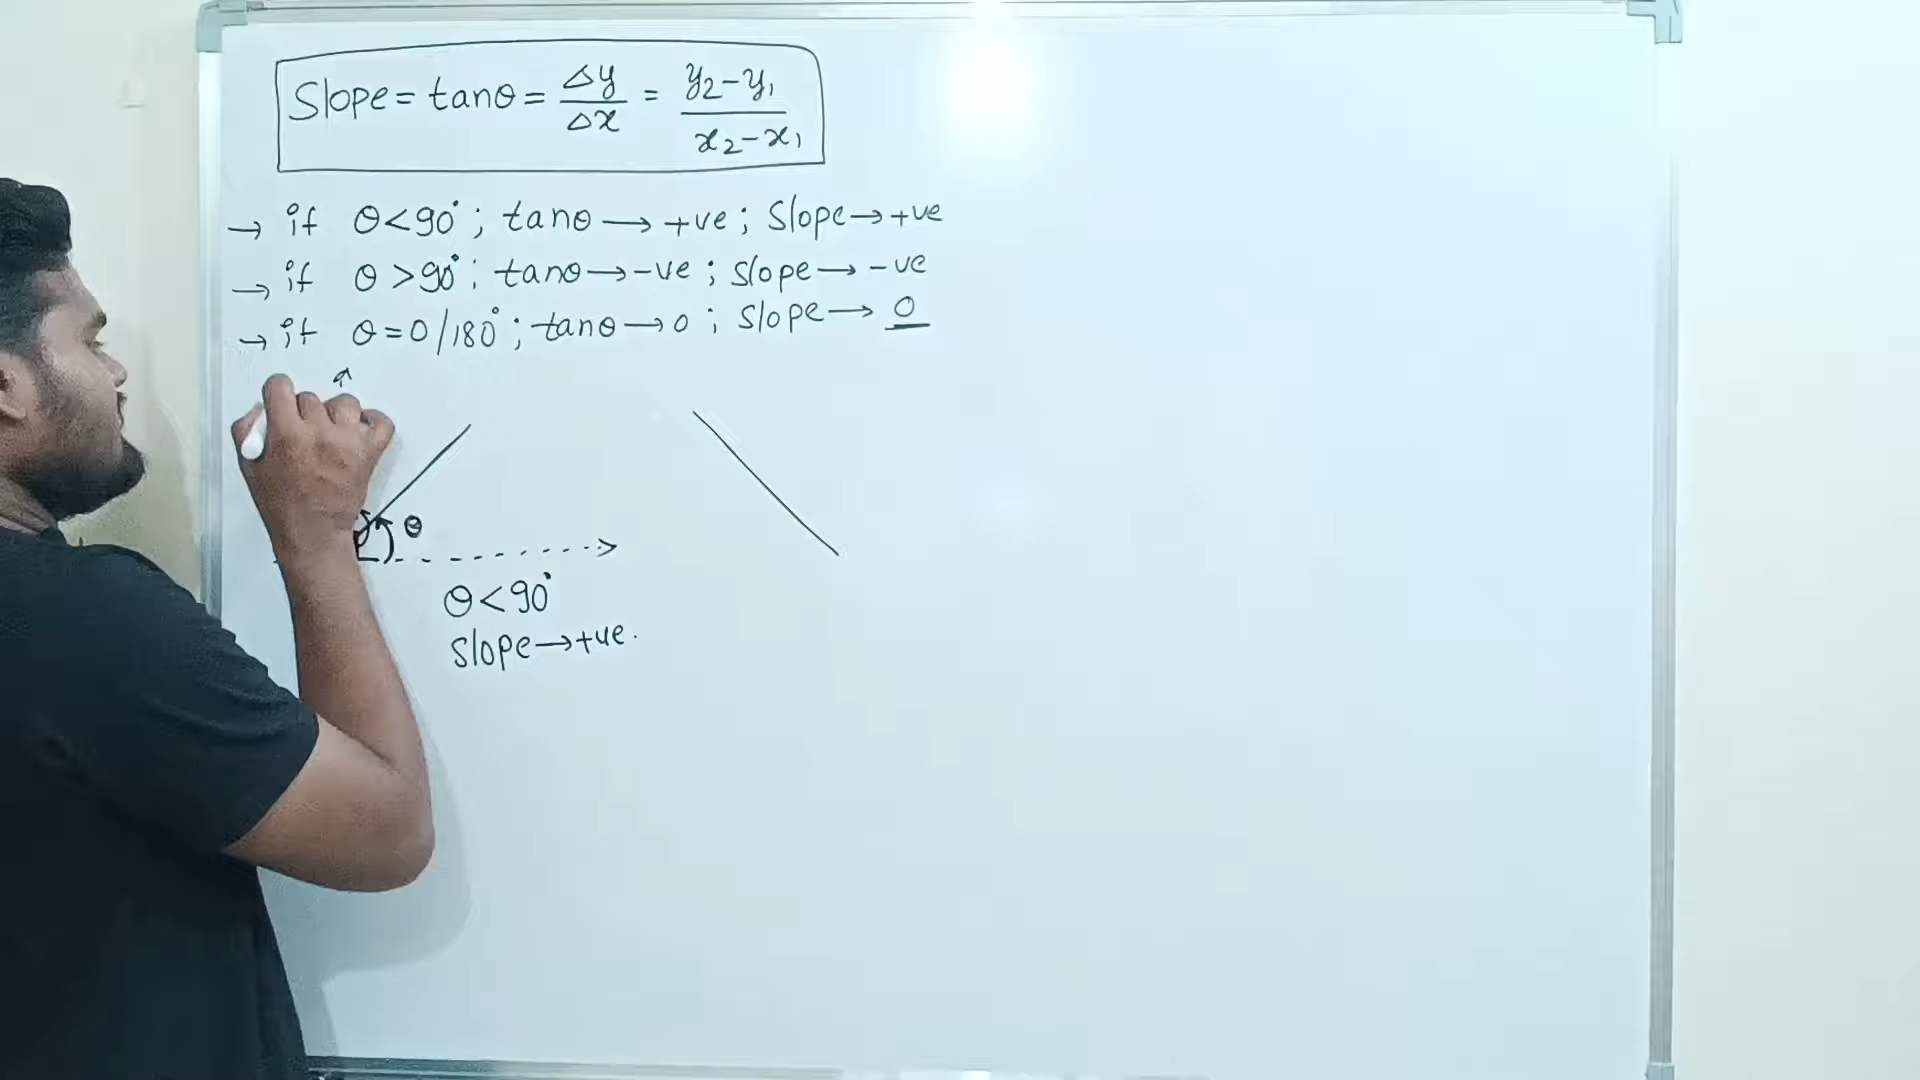 Slope = tanθ = Δy/Δx = y₂-y₁/x₂-x₁
→ if θ<90°; tanθ → +ve; Slope → +ve
→ if θ >90°; tanθ → -ve; slope → -ve
→ if θ=0/180°; tanθ → 0; slope → 0
θ
θ<90°
slope → +ve.